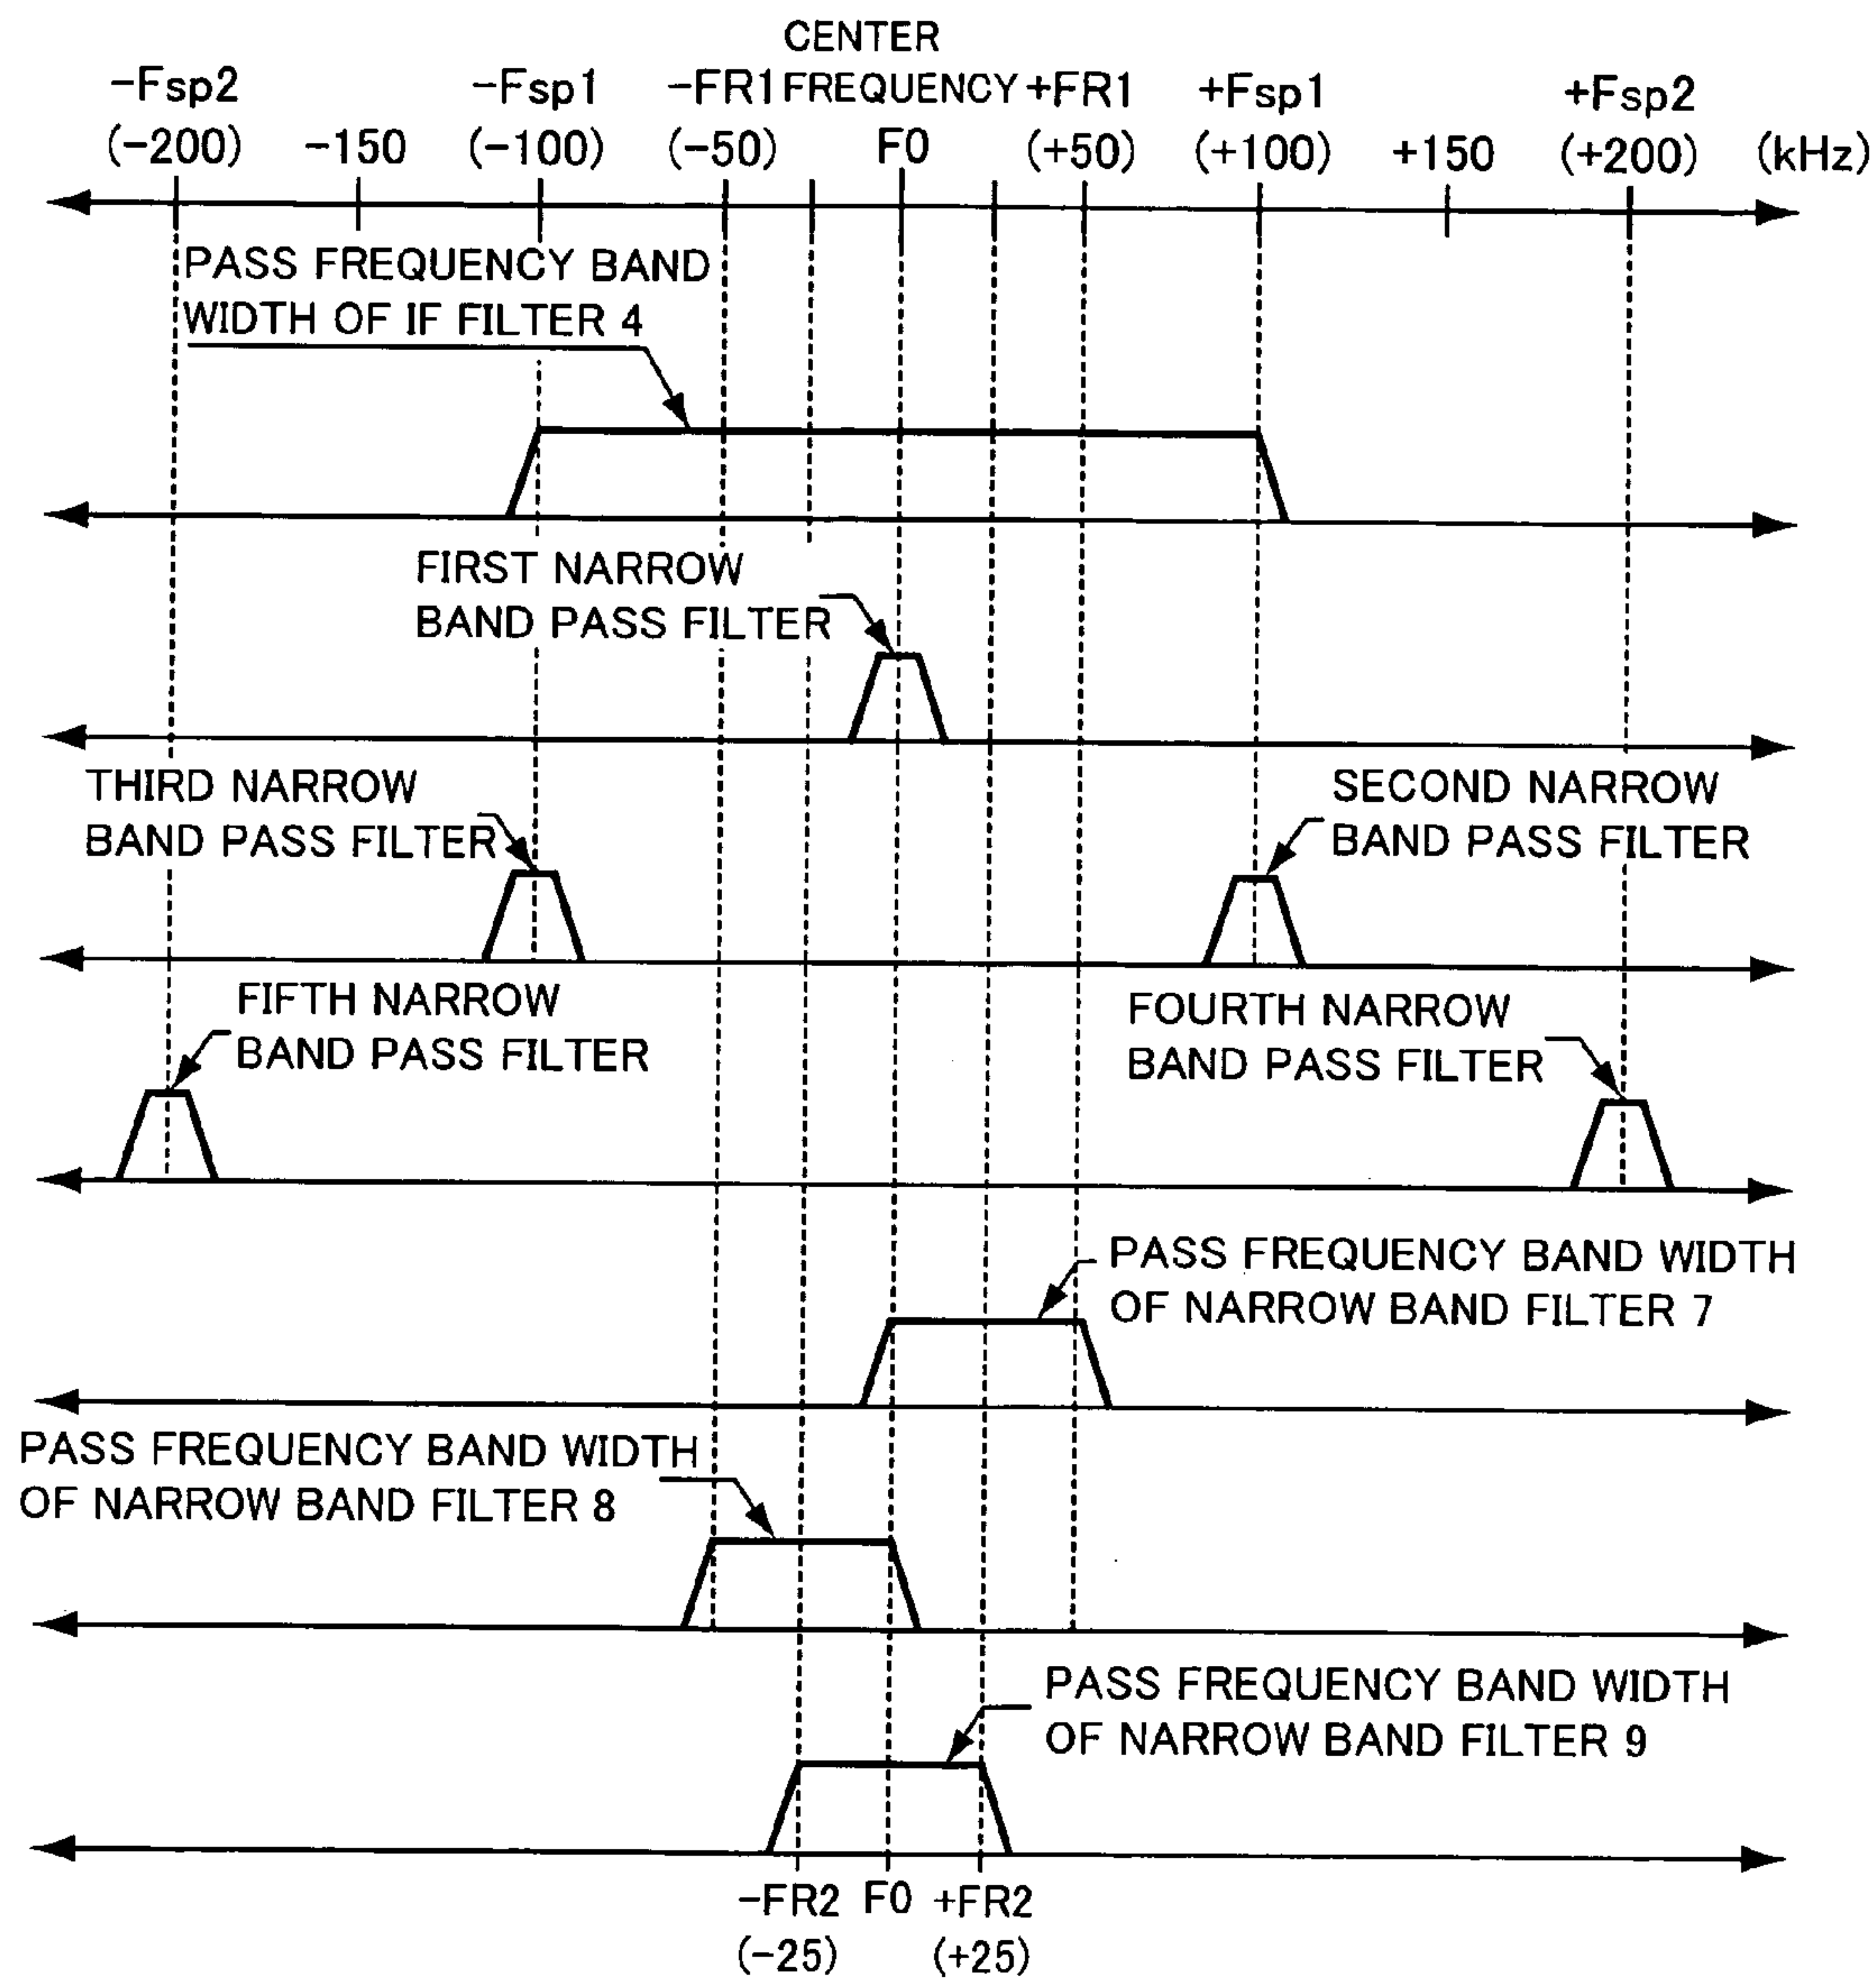 CENTER
−Fsp2 −Fsp1 −FR1 FREQUENCY +FR1 +Fsp1 +Fsp2
(−200) −150 (−100) (−50) F0 (+50) (+100) +150 (+200) (kHz)
PASS FREQUENCY BAND
WIDTH OF IF FILTER 4
FIRST NARROW
BAND PASS FILTER
THIRD NARROW
BAND PASS FILTER
SECOND NARROW
BAND PASS FILTER
FIFTH NARROW
BAND PASS FILTER
FOURTH NARROW
BAND PASS FILTER
PASS FREQUENCY BAND WIDTH
OF NARROW BAND FILTER 7
PASS FREQUENCY BAND WIDTH
OF NARROW BAND FILTER 8
PASS FREQUENCY BAND WIDTH
OF NARROW BAND FILTER 9
−FR2 F0 +FR2
(−25) (+25)